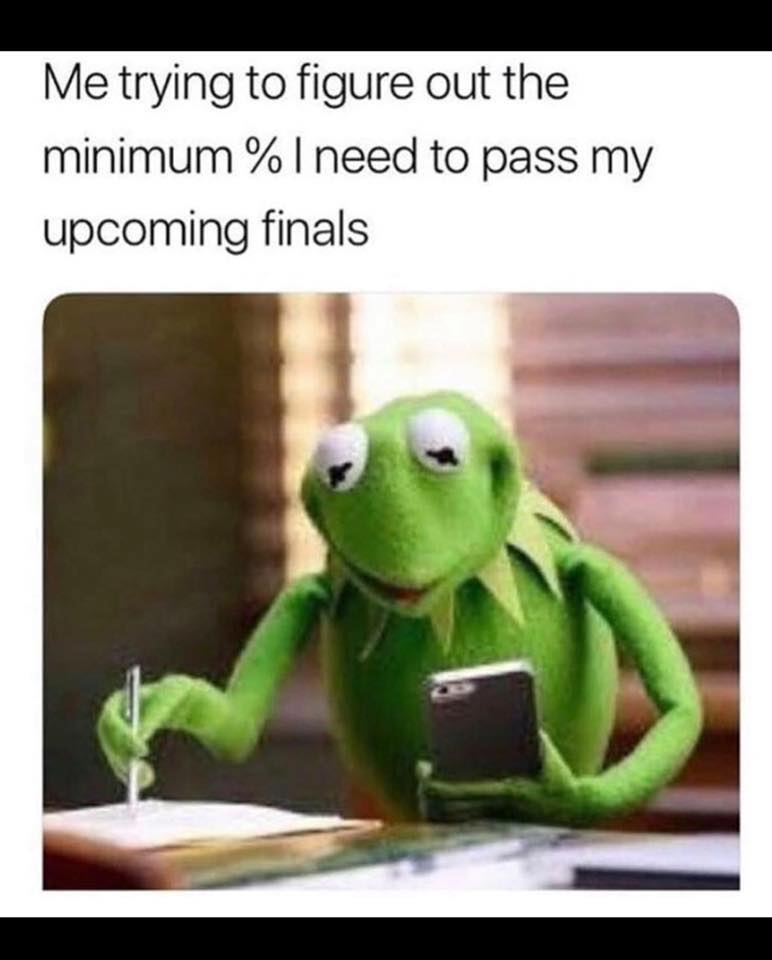 Me trying to figure out the
minimum % I need to pass my
upcoming finals